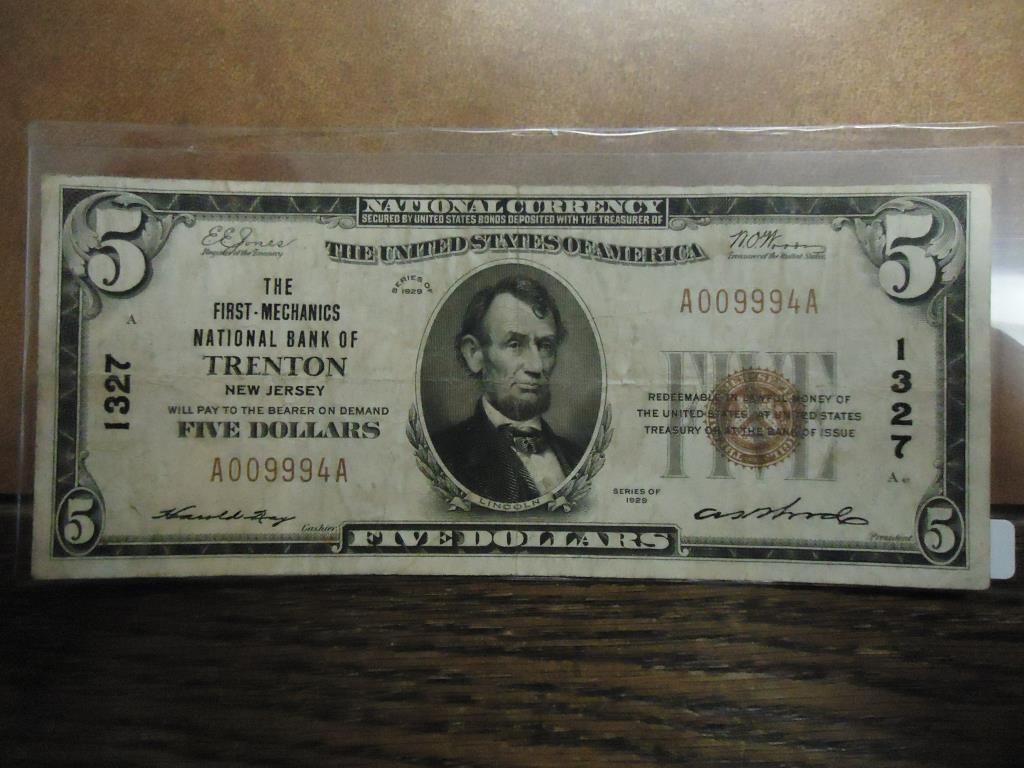 NATIONAL CURRENCY
SECURED BY UNITED STATES BONDS DEPOSITED WITH THE TREASURER OF
THE UNITED STATES OF AMERICA
5
5
E E Jones
Register of the Treasury
Treasurer of the United States
SERIES OF
1929
THE
FIRST-MECHANICS
NATIONAL BANK OF
TRENTON
NEW JERSEY
WILL PAY TO THE BEARER ON DEMAND
FIVE DOLLARS
A009994A
A
1327
A009994A
FIVE
REDEEMABLE IN LAWFUL MONEY OF
THE UNITED STATES AT UNITED STATES
TREASURY OR AT THE BANK OF ISSUE
1327
A
SERIES OF
1929
LINCOLN
Cashier
President
5
FIVE DOLLARS
5